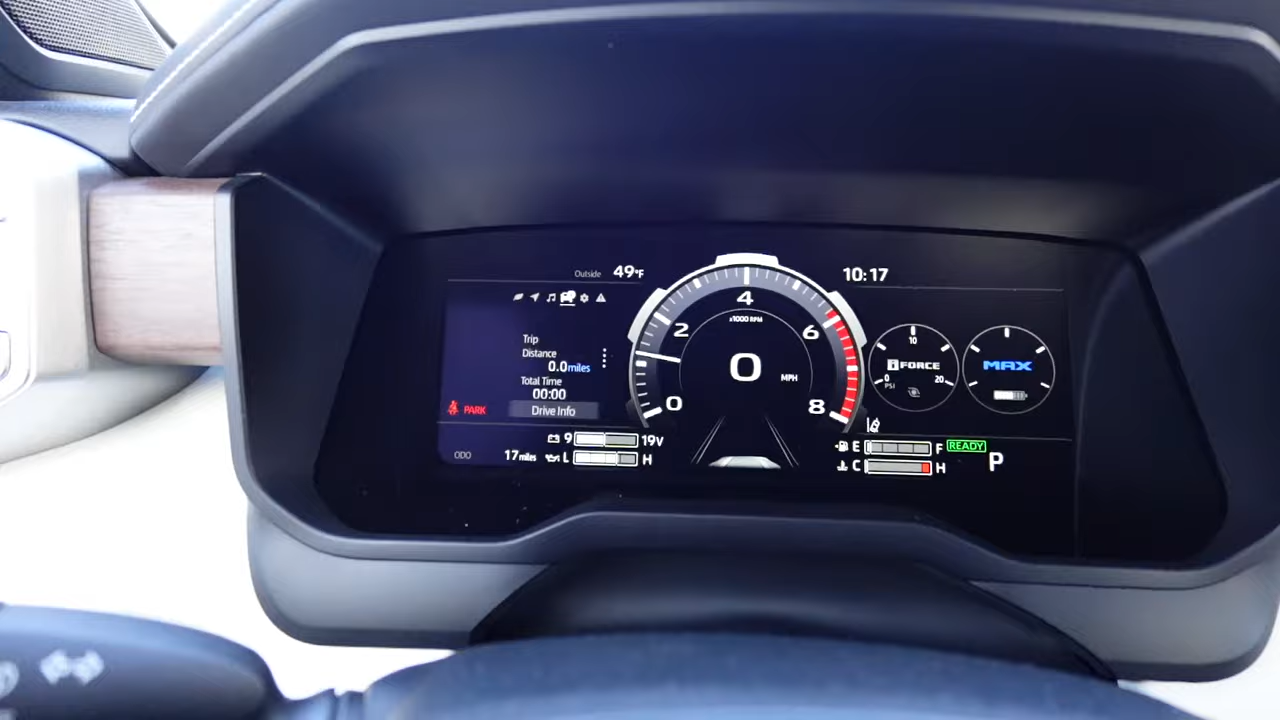 Outside 49°F
10:17
Trip
Distance
0.0 miles
Total Time
00:00
Drive Info
PARK
ODO 17 miles
9 19V
L H
0 2 4 6 8
x1000 RPM
0 MPH
0 10 20
PSI
i FORCE
MAX
E F
C H
READY
P